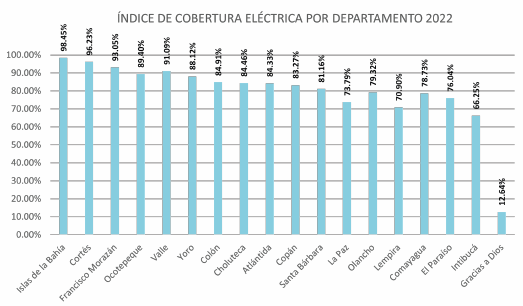 ÍNDICE DE COBERTURA ELÉCTRICA POR DEPARTAMENTO 2022
98.45%
96.23%
93.05%
89.40%
91.09%
88.12%
84.91%
84.46%
84.33%
83.27%
81.16%
73.79%
79.32%
70.90%
78.73%
76.04%
66.25%
12.64%
100.00%
90.00%
80.00%
70.00%
60.00%
50.00%
40.00%
30.00%
20.00%
10.00%
0.00%
Islas de la Bahía
Cortés
Francisco Morazán
Ocotepeque
Valle
Yoro
Colón
Choluteca
Atlántida
Copán
Santa Bárbara
La Paz
Olancho
Lempira
Comayagua
El Paraíso
Intibucá
Gracias a Dios